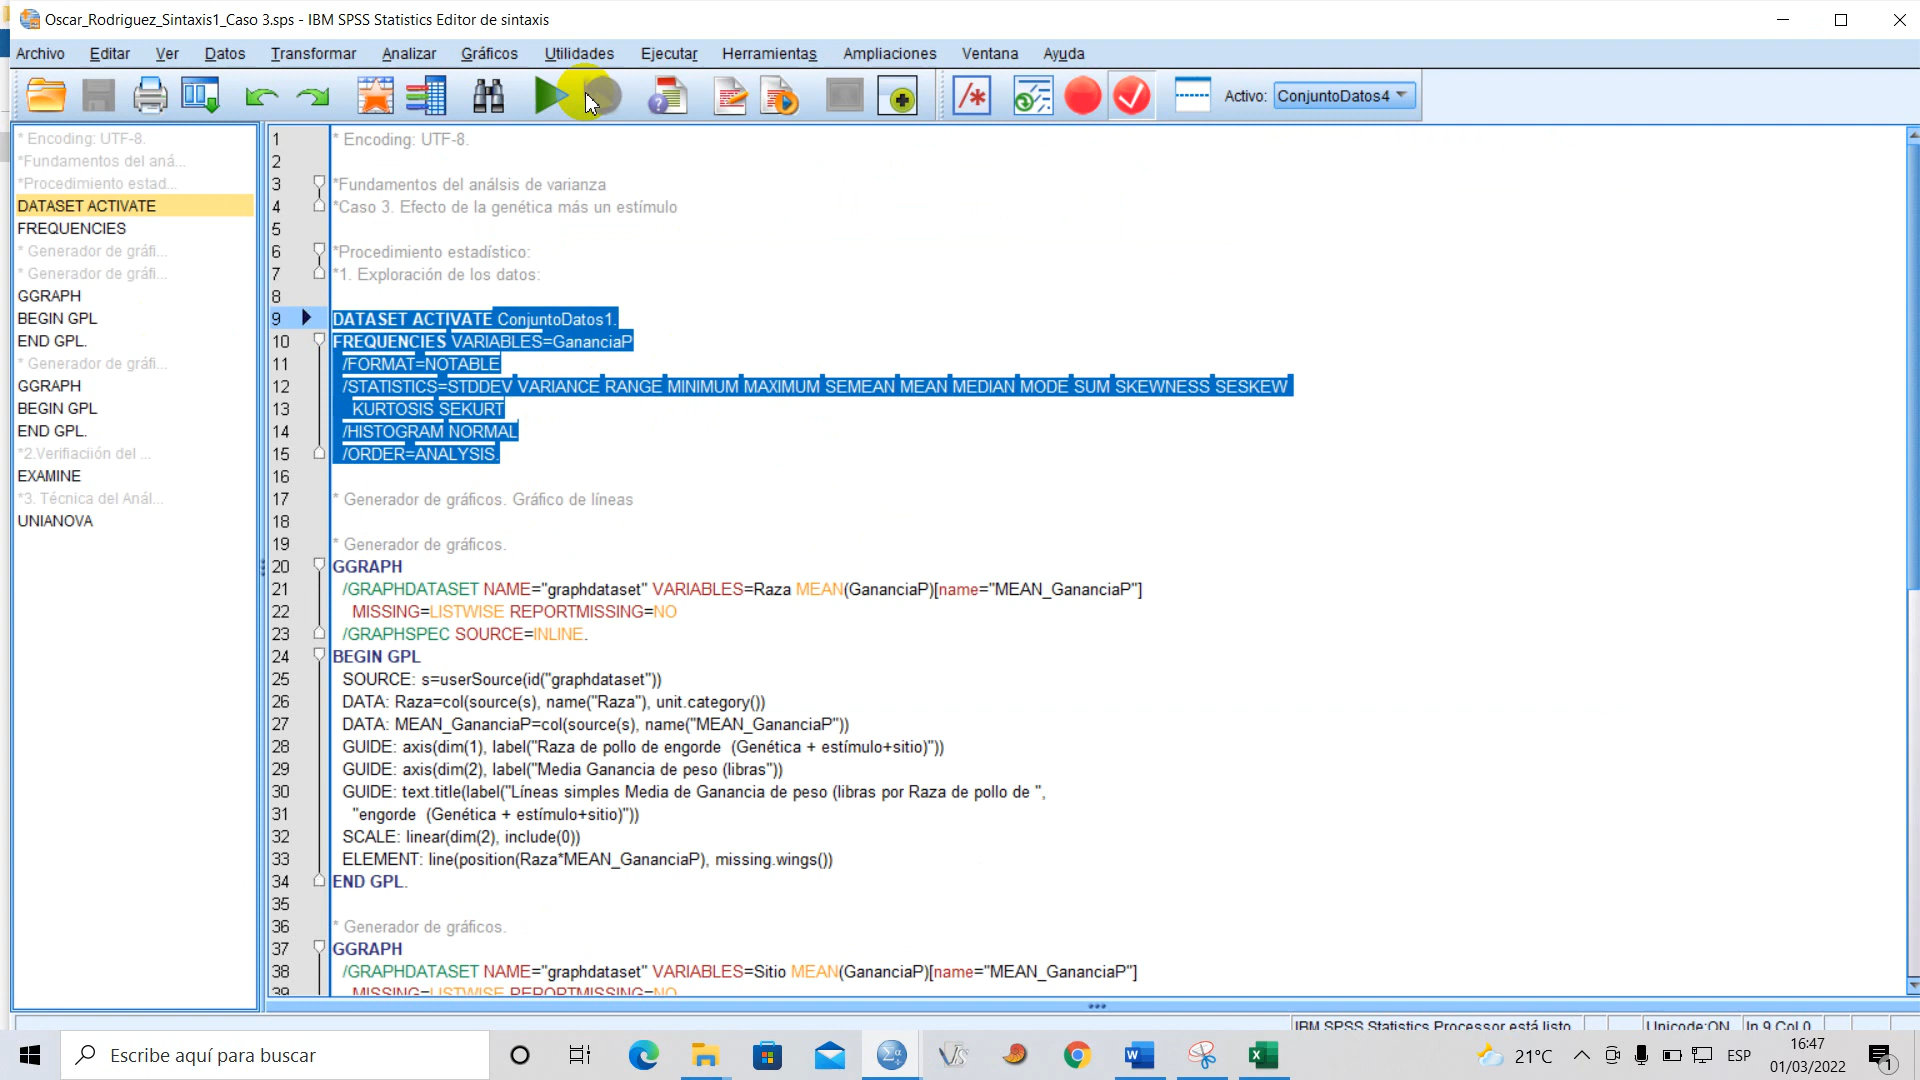 Oscar_Rodriguez_Sintaxis1_Caso 3.sps - IBM SPSS Statistics Editor de sintaxis
Archivo Editar Ver Datos Transformar Analizar Gráficos Utilidades Ejecutar Herramientas Ampliaciones Ventana Ayuda
Activo: ConjuntoDatos4
* Encoding: UTF-8.
*Fundamentos del aná...
*Procedimiento estad...
DATASET ACTIVATE
FREQUENCIES
* Generador de gráfi...
* Generador de gráfi...
GGRAPH
BEGIN GPL
END GPL.
* Generador de gráfi...
GGRAPH
BEGIN GPL
END GPL.
*2.Verifiaciión del ...
EXAMINE
*3. Técnica del Anál...
UNIANOVA
1 * Encoding: UTF-8.
2
3 *Fundamentos del análsis de varianza
4 *Caso 3. Efecto de la genética más un estímulo
5
6 *Procedimiento estadístico:
7 *1. Exploración de los datos:
8
9 DATASET ACTIVATE ConjuntoDatos1.
10 FREQUENCIES VARIABLES=GananciaP
11 /FORMAT=NOTABLE
12 /STATISTICS=STDDEV VARIANCE RANGE MINIMUM MAXIMUM SEMEAN MEAN MEDIAN MODE SUM SKEWNESS SESKEW
13 KURTOSIS SEKURT
14 /HISTOGRAM NORMAL
15 /ORDER=ANALYSIS.
16
17 * Generador de gráficos. Gráfico de líneas
18
19 * Generador de gráficos.
20 GGRAPH
21 /GRAPHDATASET NAME="graphdataset" VARIABLES=Raza MEAN(GananciaP)[name="MEAN_GananciaP"]
22 MISSING=LISTWISE REPORTMISSING=NO
23 /GRAPHSPEC SOURCE=INLINE.
24 BEGIN GPL
25 SOURCE: s=userSource(id("graphdataset"))
26 DATA: Raza=col(source(s), name("Raza"), unit.category())
27 DATA: MEAN_GananciaP=col(source(s), name("MEAN_GananciaP"))
28 GUIDE: axis(dim(1), label("Raza de pollo de engorde  (Genética + estímulo+sitio)"))
29 GUIDE: axis(dim(2), label("Media Ganancia de peso (libras"))
30 GUIDE: text.title(label("Líneas simples Media de Ganancia de peso (libras por Raza de pollo de ",
31 "engorde  (Genética + estímulo+sitio)"))
32 SCALE: linear(dim(2), include(0))
33 ELEMENT: line(position(Raza*MEAN_GananciaP), missing.wings())
34 END GPL.
35
36 * Generador de gráficos.
37 GGRAPH
38 /GRAPHDATASET NAME="graphdataset" VARIABLES=Sitio MEAN(GananciaP)[name="MEAN_GananciaP"]
39 MISSING=LISTWISE REPORTMISSING=NO
IBM SPSS Statistics Processor está listo Unicode:ON In 9 Col 0
Escribe aquí para buscar
21°C ESP 16:47
01/03/2022
1